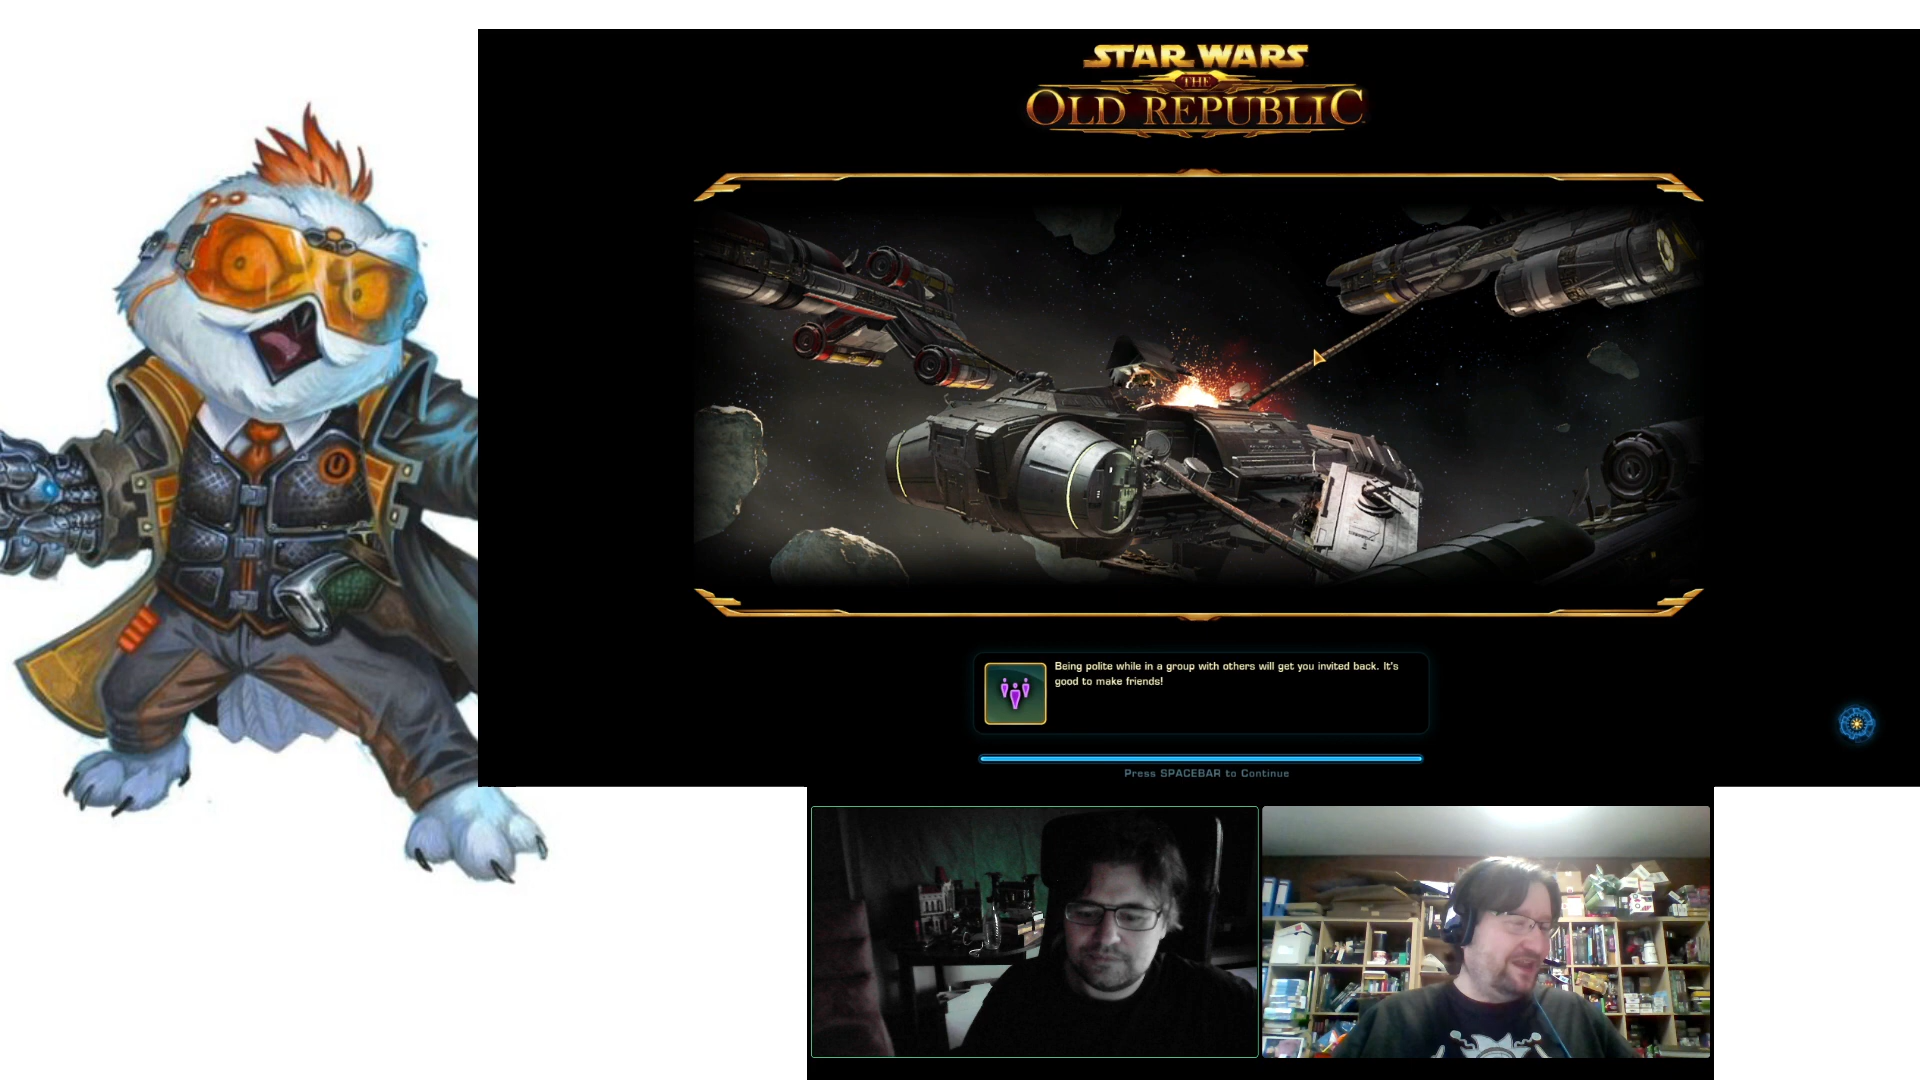 STAR WARS
THE
OLD REPUBLIC
Being polite while in a group with others will get you invited back. It's
good to make friends!
Press SPACEBAR to Continue